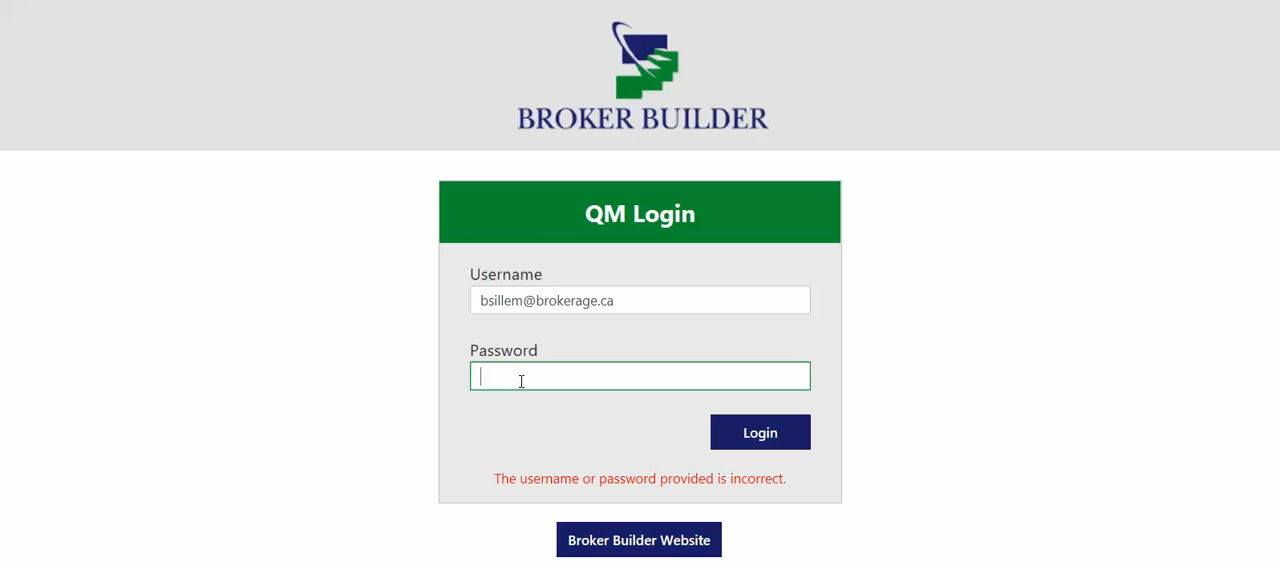 BROKER BUILDER
QM Login
Username
bsillem@brokerage.ca
Password
Login
The username or password provided is incorrect.
Broker Builder Website